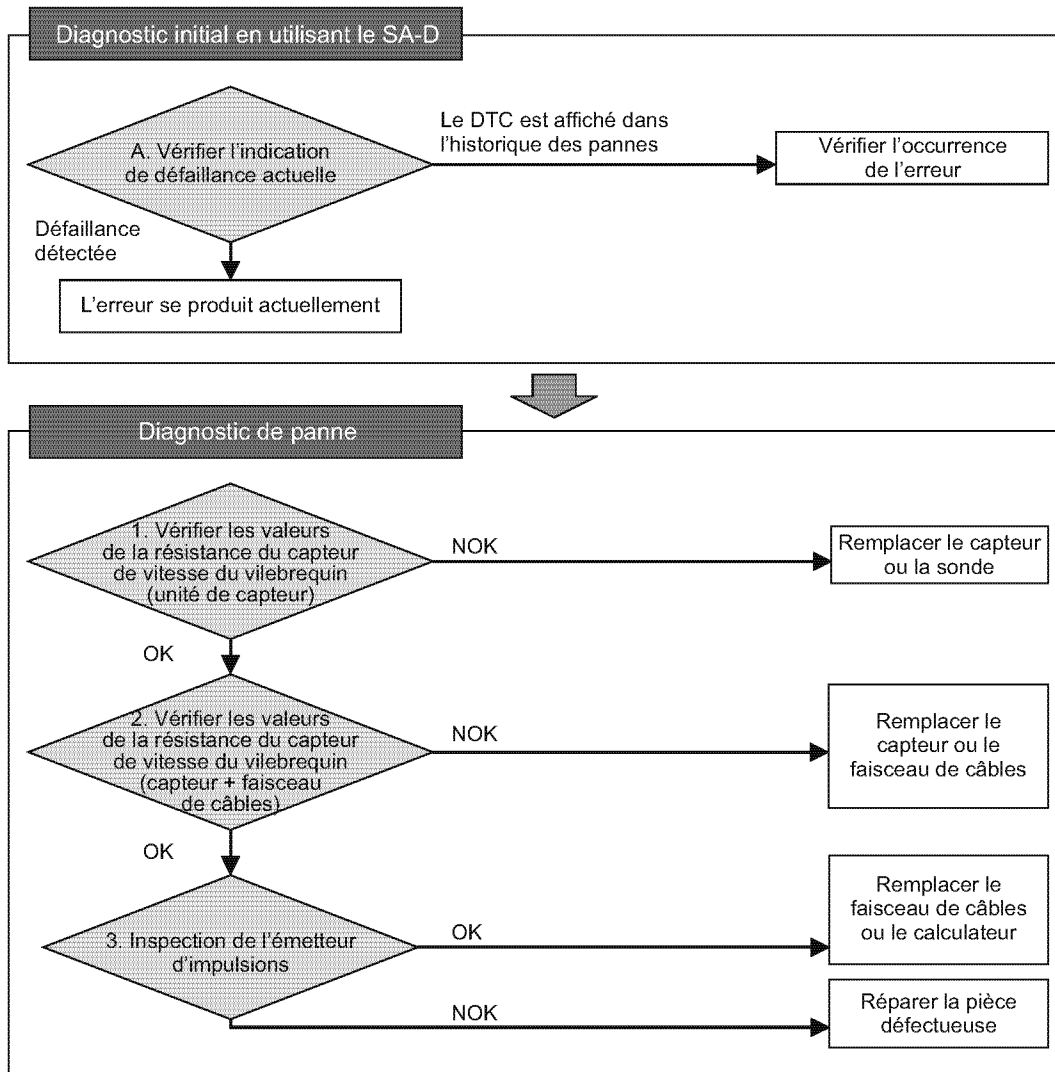 Diagnostic initial en utilisant le SA-D
A. Vérifier l'indication
de défaillance actuelle
Le DTC est affiché dans
l'historique des pannes
Vérifier l'occurrence
de l'erreur
Défaillance
détectée
L'erreur se produit actuellement
Diagnostic de panne
1. Vérifier les valeurs
de la résistance du capteur
de vitesse du vilebrequin
(unité de capteur)
NOK
Remplacer le capteur
ou la sonde
OK
2. Vérifier les valeurs
de la résistance du capteur
de vitesse du vilebrequin
(capteur + faisceau
de câbles)
NOK
Remplacer le
capteur ou le
faisceau de câbles
OK
3. Inspection de l'émetteur
d'impulsions
OK
Remplacer le
faisceau de câbles
ou le calculateur
NOK
Réparer la pièce
défectueuse